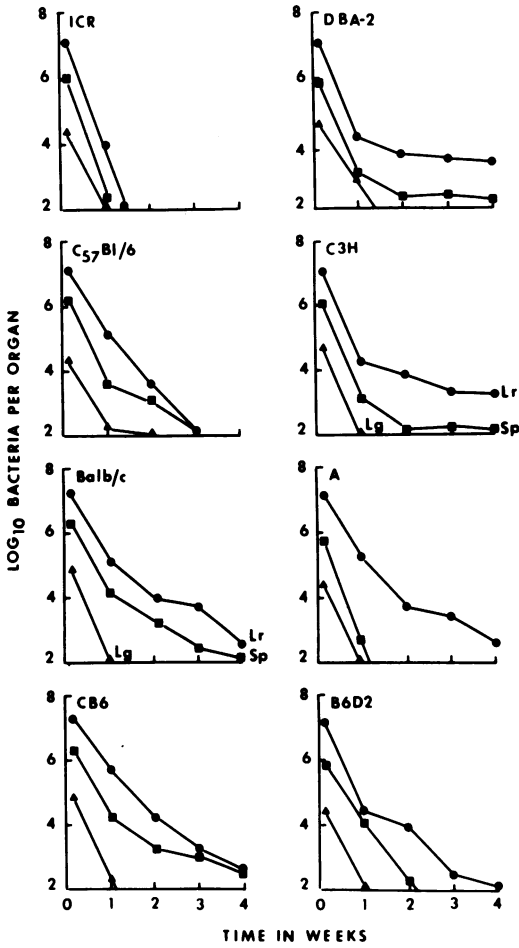 LOG10 BACTERIA PER ORGAN
ICR
8
6
4
2
DBA-2
8
6
4
2
C57Bl/6
8
6
4
2
C3H
8
6
4
2
Lr
Lg
Sp
Balb/c
8
6
4
2
Lr
Lg
Sp
A
8
6
4
2
CB6
8
6
4
2
0 1 2 3 4
B6D2
8
6
4
2
0 1 2 3 4
TIME IN WEEKS